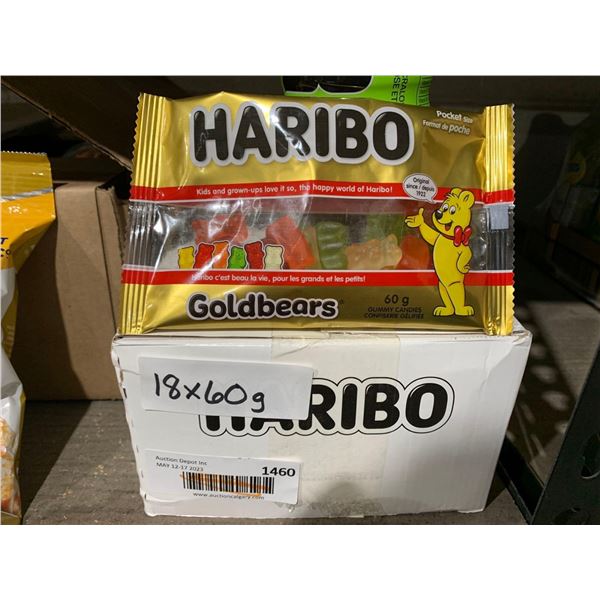 HARIBO
Pocket Size
Format de poche
Kids and grown-ups love it so, the happy world of Haribo!
Original
since / depuis
1922
Haribo c'est beau la vie, pour les grands et les petits!
Goldbears
60 g
GUMMY CANDIES
CONFISERIE GÉLIFIÉE
18x60g
HARIBO
Auction Depot Inc
MAY 12-17 2023
1460
www.auctioncalgary.com